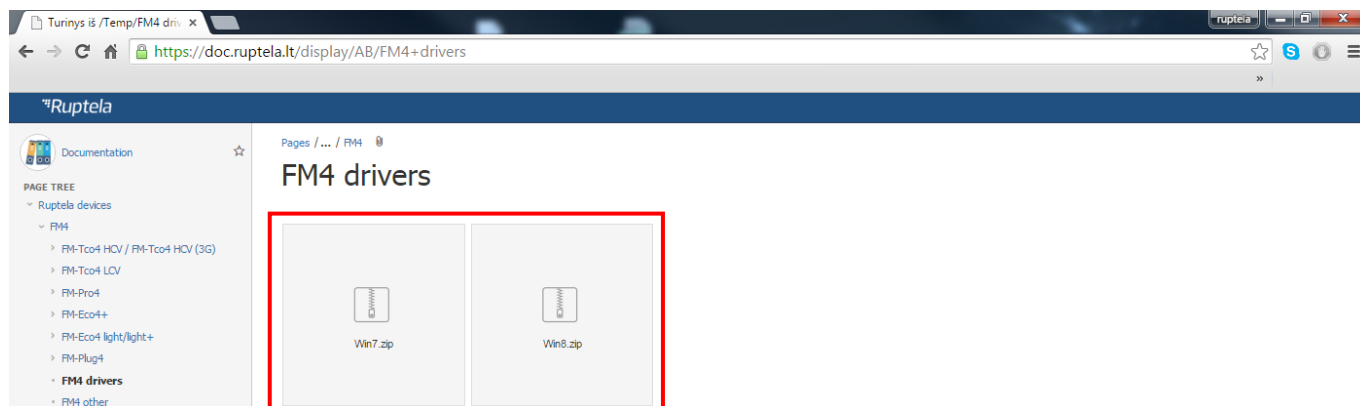 Turinys iš /Temp/FM4 driv
ruptela
https://doc.ruptela.lt/display/AB/FM4+drivers
»
Ruptela
Documentation
Pages / ... / FM4
FM4 drivers
PAGE TREE
Ruptela devices
FM4
FM-Tco4 HCV / FM-Tco4 HCV (3G)
FM-Tco4 LCV
FM-Pro4
FM-Eco4+
FM-Eco4 light/light+
FM-Plug4
FM4 drivers
FM4 other
Win7.zip
Win8.zip